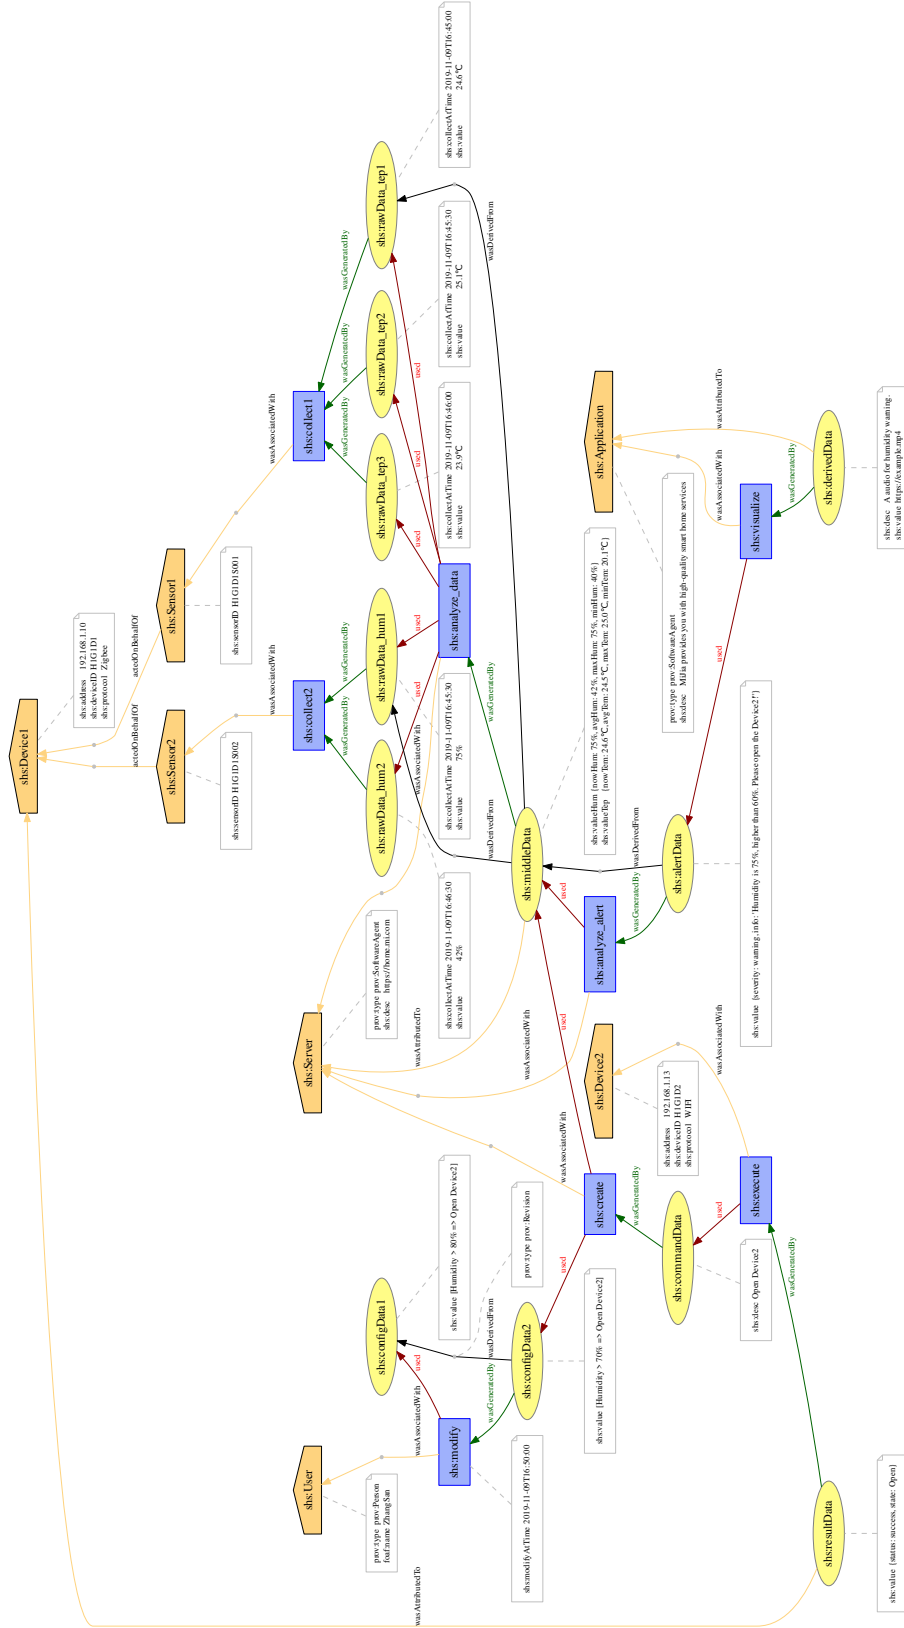 shs:Device1
shs:address 192.168.1.10
shs:deviceID H1G1D1
shs:protocol Zigbee
actedOnBehalfOf
actedOnBehalfOf
shs:Sensor2
shs:Sensor1
shs:sensorID H1G1D1S002
shs:sensorID H1G1D1S001
wasAssociatedWith
wasAssociatedWith
shs:User
shs:Server
shs:collect2
shs:collect1
wasGeneratedBy
wasGeneratedBy
wasGeneratedBy
wasGeneratedBy
wasGeneratedBy
prov:type prov:Person
foaf:name ZhangSan
shs:configData1
prov:type prov:SoftwareAgent
shs:desc https://home.mi.com
shs:rawData_hum2
shs:rawData_hum1
shs:rawData_tep3
shs:rawData_tep2
shs:rawData_tep1
wasAttributedTo
wasAssociatedWith
used
wasAttributedTo
wasAssociatedWith
used
used
used
used
used
shs:modify
shs:value [Humidity > 80% => Open Device2]
shs:collectAtTime 2019-11-09T16:46:30
shs:value 42%
shs:collectAtTime 2019-11-09T16:45:30
shs:value 75%
shs:analyze_data
shs:collectAtTime 2019-11-09T16:46:00
shs:value 23.9℃
shs:collectAtTime 2019-11-09T16:45:30
shs:value 25.1℃
shs:collectAtTime 2019-11-09T16:45:00
shs:value 24.6℃
wasGeneratedBy
wasDerivedFrom
wasDerivedFrom
wasGeneratedBy
wasDerivedFrom
shs:modifyAtTime 2019-11-09T16:50:00
shs:configData2
prov:type prov:Revision
wasAssociatedWith
shs:middleData
used
wasAssociatedWith
used
used
shs:value [Humidity > 70% => Open Device2]
shs:create
shs:Device2
shs:analyze_alert
shs:valueHum {nowHum: 75%, avgHum: 42%, maxHum: 75%, minHum: 40%}
shs:valueTep {nowTem: 24.6℃, avgTem: 24.5℃, maxTem: 25.0℃, minTem: 20.1℃}
shs:Application
wasGeneratedBy
wasGeneratedBy
wasDerivedFrom
shs:commandData
shs:address 192.168.1.13
shs:deviceID H1G1D2
shs:protocol WIFI
shs:alertData
prov:type prov:SoftwareAgent
shs:desc MiJia provides you with high-quality smart home services
used
wasAssociatedWith
used
wasAssociatedWith
wasAttributedTo
shs:desc Open Device2
shs:execute
shs:value {severity: warning, info: 'Humidity is 75%, higher than 60%. Please open the Device2!'}
shs:visualize
wasGeneratedBy
wasGeneratedBy
shs:resultData
shs:derivedData
shs:value {status: success, state: Open}
shs:desc A audio for humidity warning.
shs:value https://example.mp4